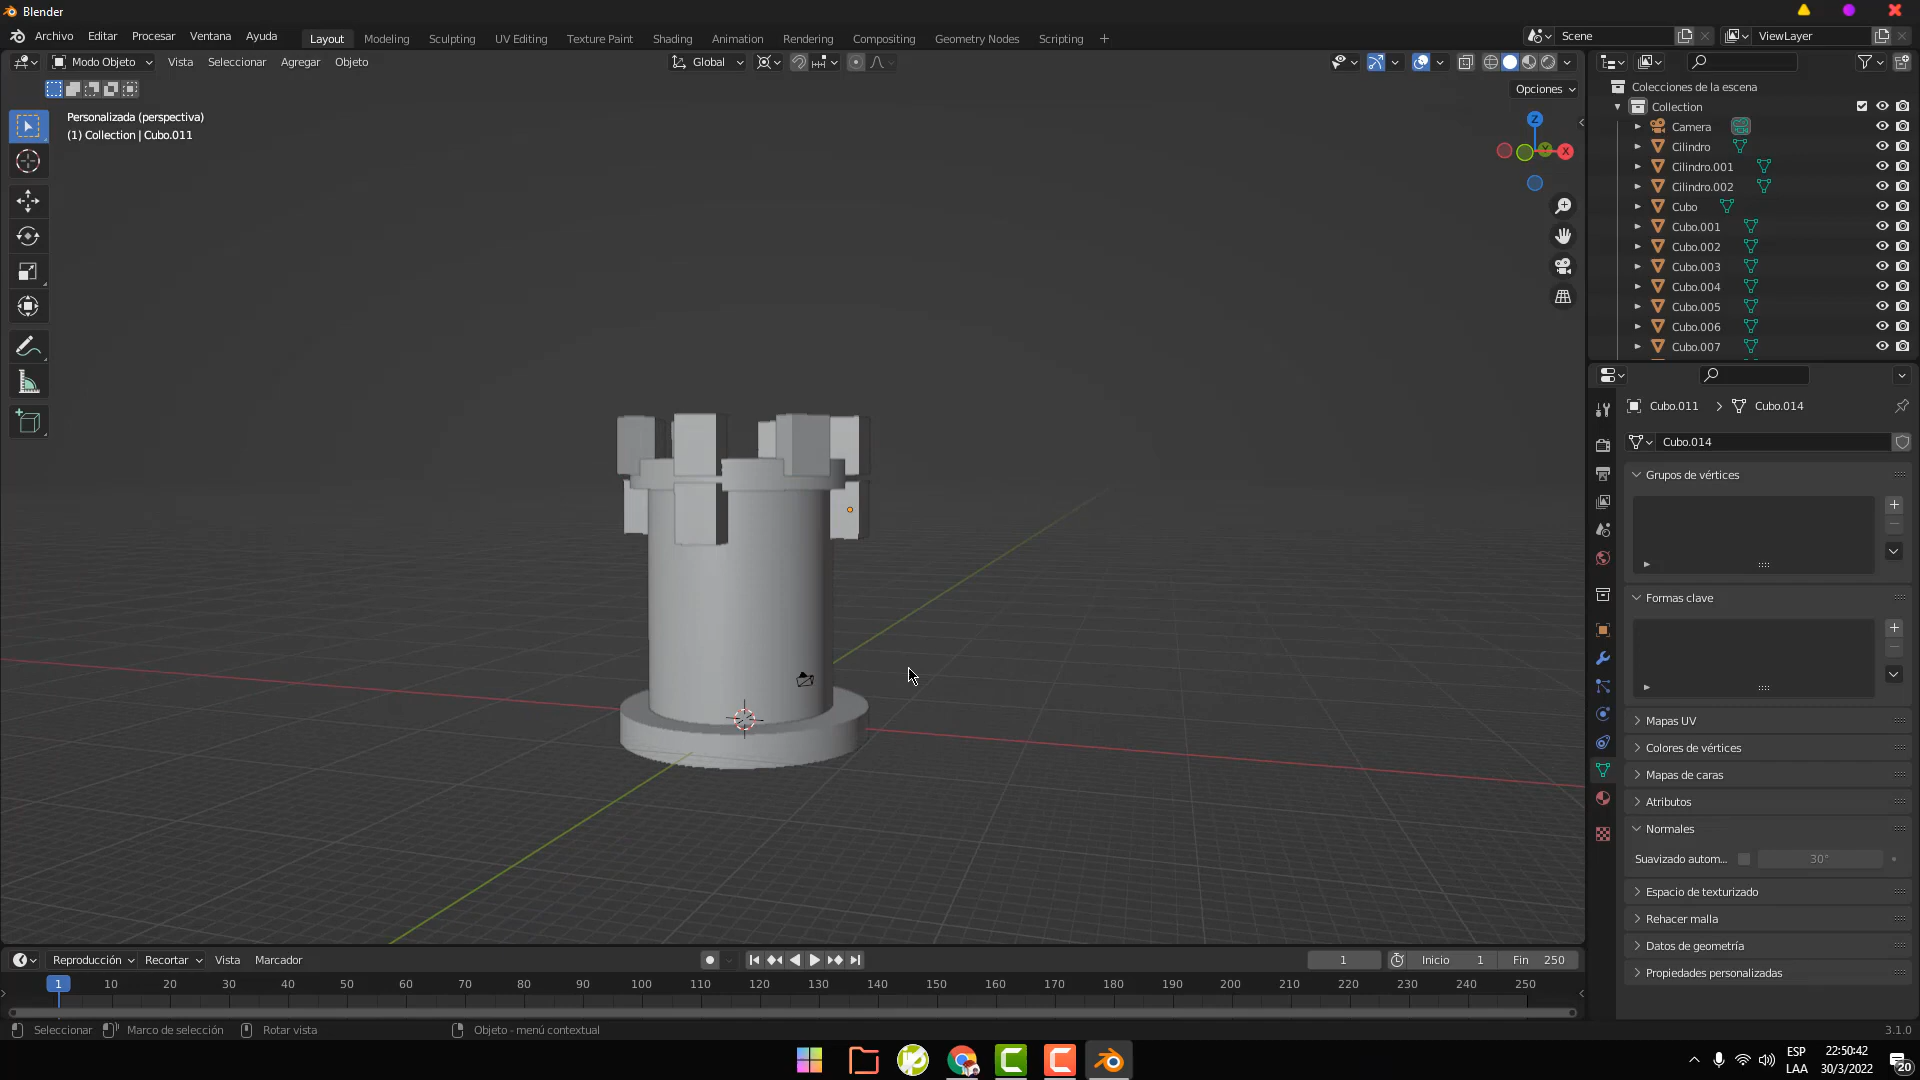 Blender
Archivo Editar Procesar Ventana Ayuda Layout Modeling Sculpting UV Editing Texture Paint Shading Animation Rendering Compositing Geometry Nodes Scripting + Scene ViewLayer
Modo Objeto Vista Seleccionar Agregar Objeto Global
Opciones
Personalizada (perspectiva)
(1) Collection | Cubo.011
Z
Y
X
Colecciones de la escena
Collection
Camera
Cilindro
Cilindro.001
Cilindro.002
Cubo
Cubo.001
Cubo.002
Cubo.003
Cubo.004
Cubo.005
Cubo.006
Cubo.007
Cubo.011 > Cubo.014
Cubo.014
Grupos de vértices
Formas clave
Mapas UV
Colores de vértices
Mapas de caras
Atributos
Normales
Suavizado autom... 30°
Espacio de texturizado
Rehacer malla
Datos de geometría
Propiedades personalizadas
Reproducción Recortar Vista Marcador 1 Inicio 1 Fin 250
1 10 20 30 40 50 60 70 80 90 100 110 120 130 140 150 160 170 180 190 200 210 220 230 240 250
Seleccionar Marco de selección Rotar vista Objeto - menú contextual 3.1.0
ESP
LAA
22:50:42
30/3/2022
20